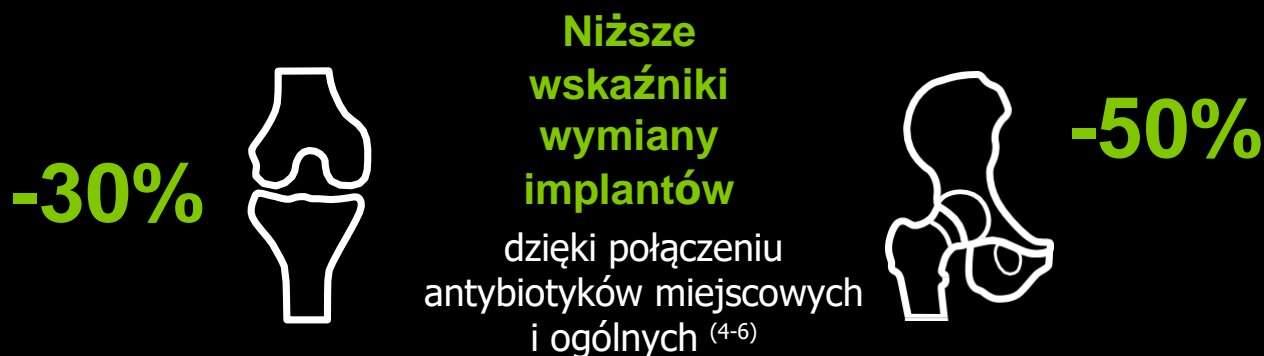 Niższe
wskaźniki
wymiany
implantów
-30%
-50%
dzięki połączeniu
antybiotyków miejscowych
i ogólnych (4-6)